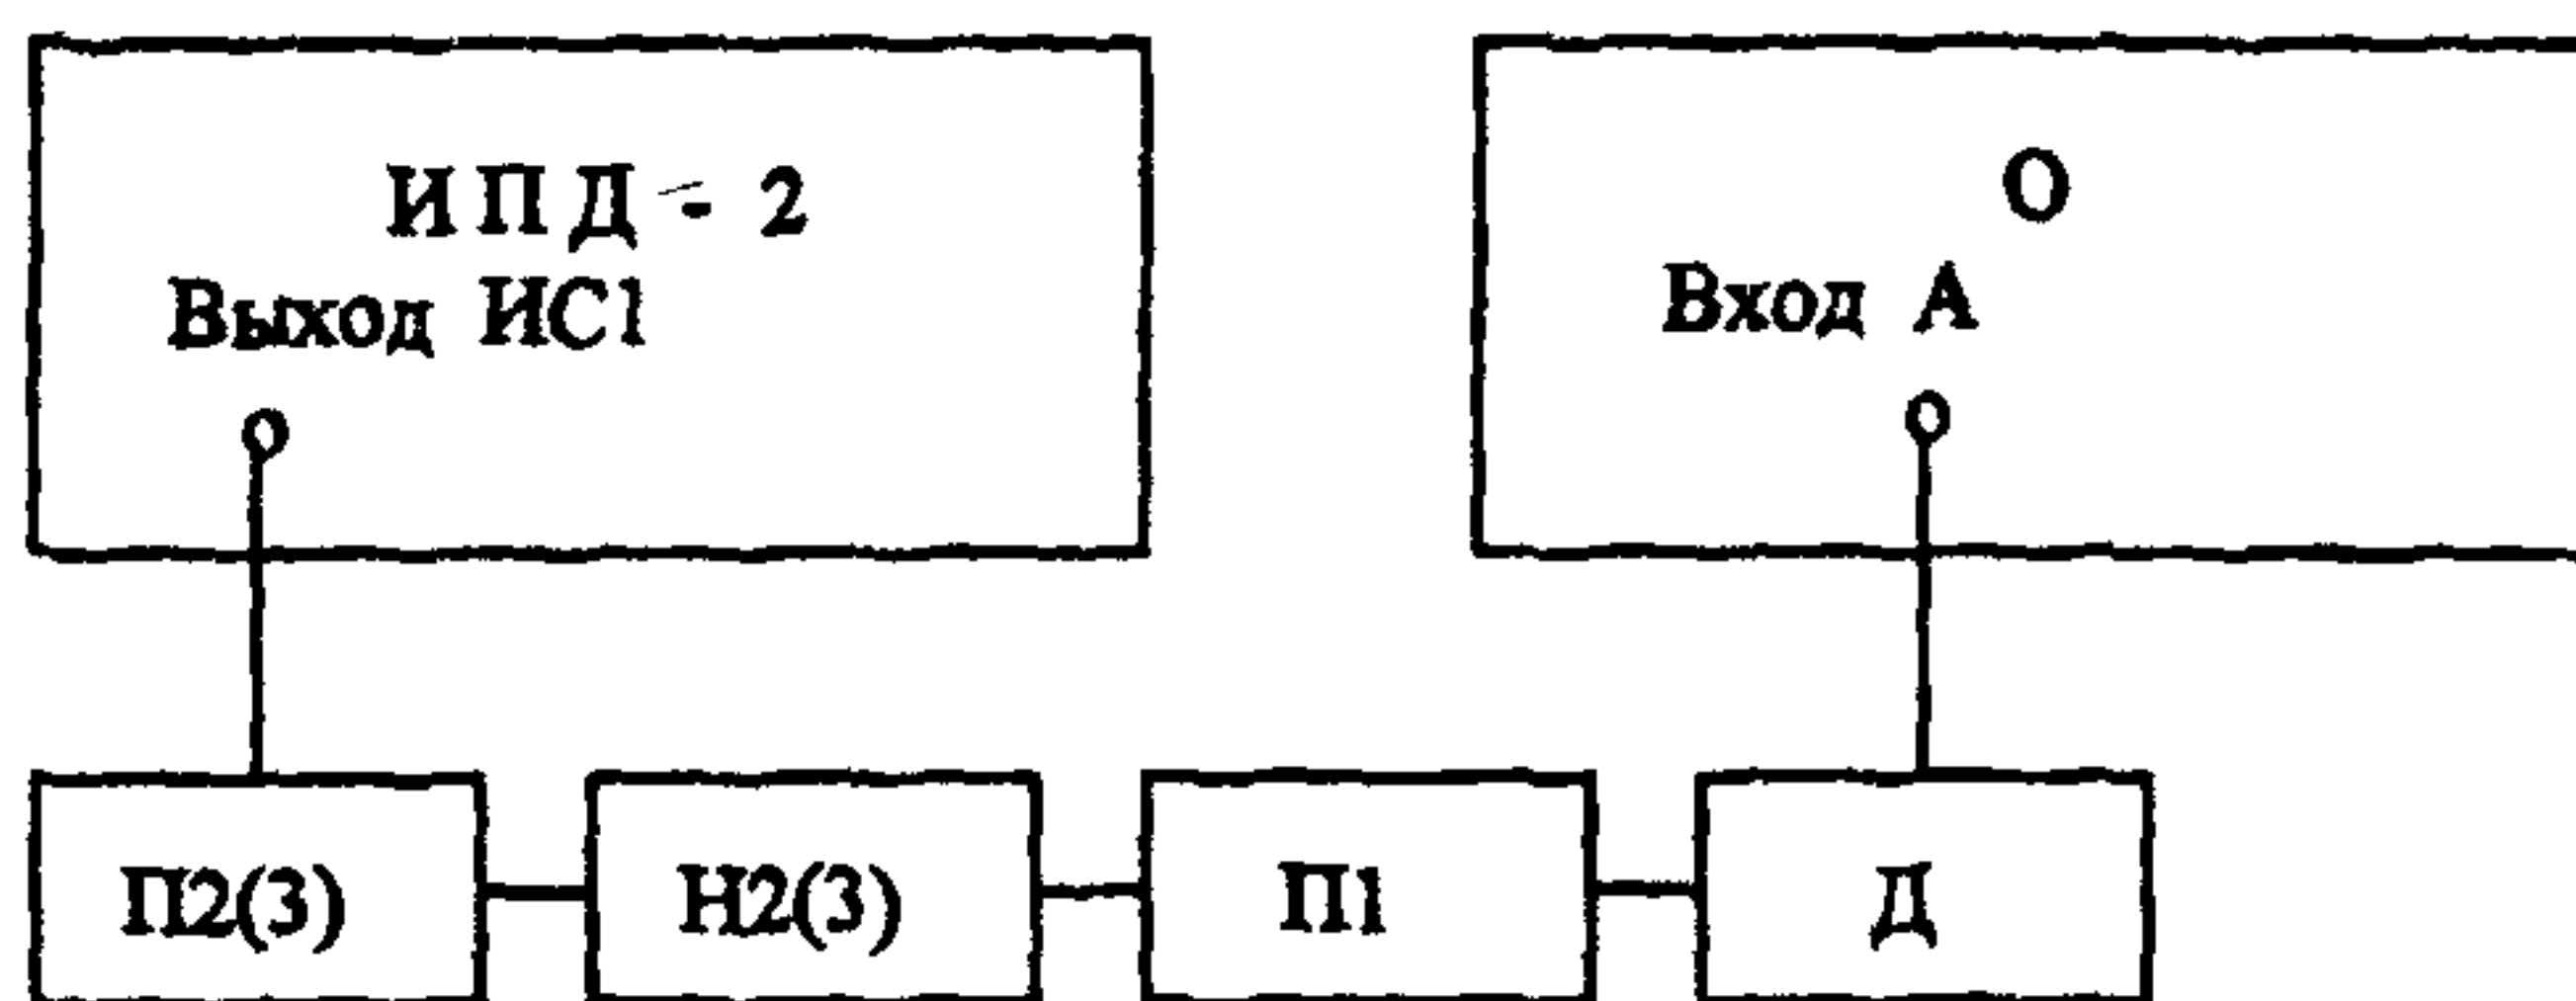 ИПД - 2
Выход ИС1
О
Вход А
П2(3)
Н2(3)
П1
Д